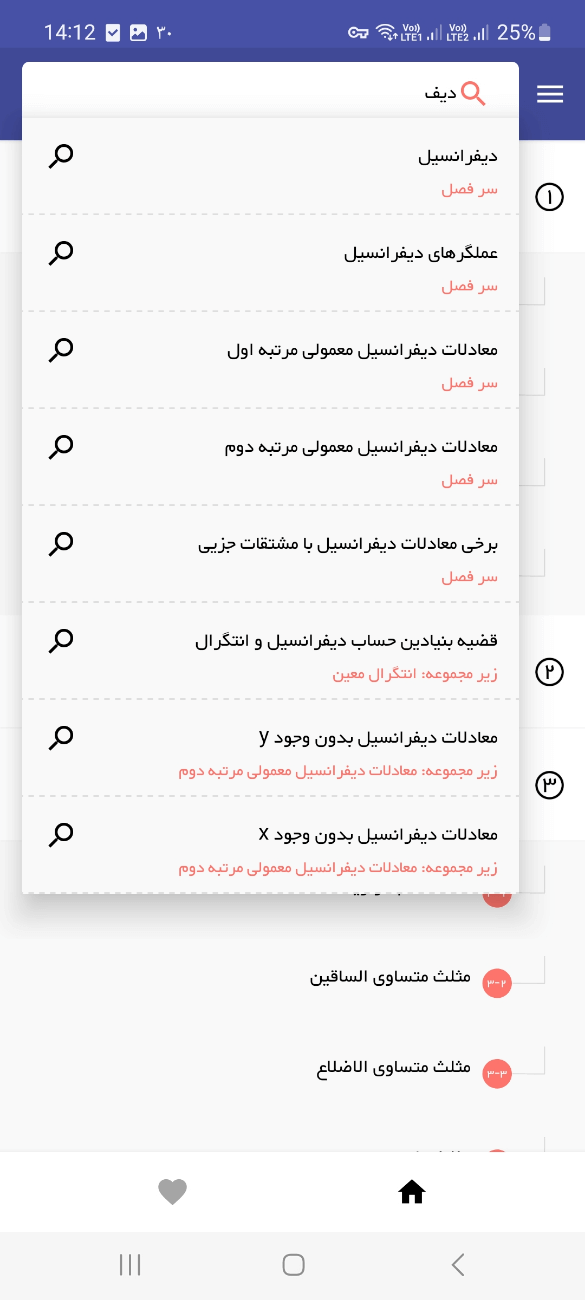 14:12 ۳۰ Vo)) LTE1 Vo)) LTE2 25%
دیف
دیفرانسیل
سر فصل
۱
عملگرهای دیفرانسیل
سر فصل
معادلات دیفرانسیل معمولی مرتبه اول
سر فصل
معادلات دیفرانسیل معمولی مرتبه دوم
سر فصل
برخی معادلات دیفرانسیل با مشتقات جزیی
سر فصل
قضیه بنیادین حساب دیفرانسیل و انتگرال
زیر مجموعه: انتگرال معین
۲
معادلات دیفرانسیل بدون وجود y
زیر مجموعه: معادلات دیفرانسیل معمولی مرتبه دوم
۳
معادلات دیفرانسیل بدون وجود x
زیر مجموعه: معادلات دیفرانسیل معمولی مرتبه دوم
۳-۲ مثلث متساوی الساقین
۳-۳ مثلث متساوی الاضلاع